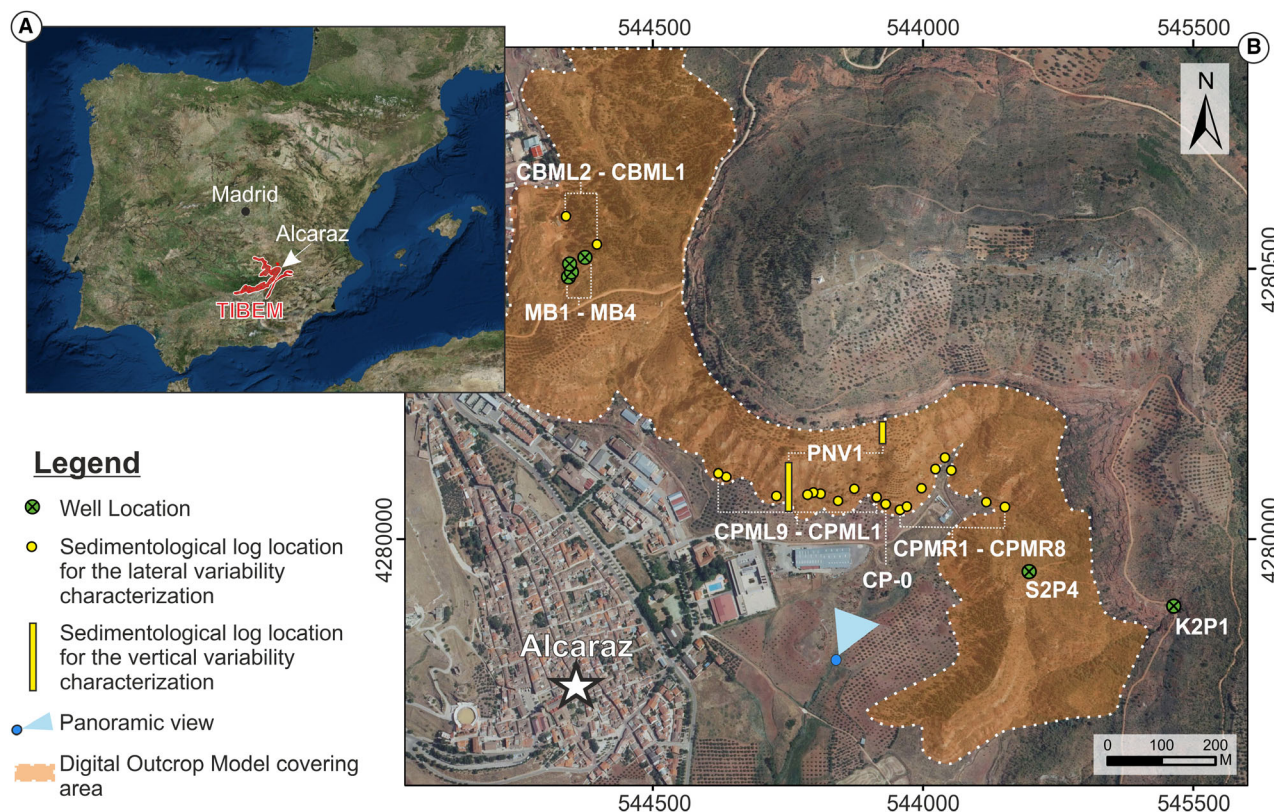 A
Madrid
Alcaraz
TIBEM
544500
544000
545500
B
N
CBML2 - CBML1
MB1 - MB4
4280500
PNV1
CPML9 - CPML1
CPMR1 - CPMR8
CP-0
S2P4
K2P1
4280000
4280000
Alcaraz
0 100 200
M
544500
544000
545500
Legend
Well Location
Sedimentological log location
for the lateral variability
characterization
Sedimentological log location
for the vertical variability
characterization
Panoramic view
Digital Outcrop Model covering
area